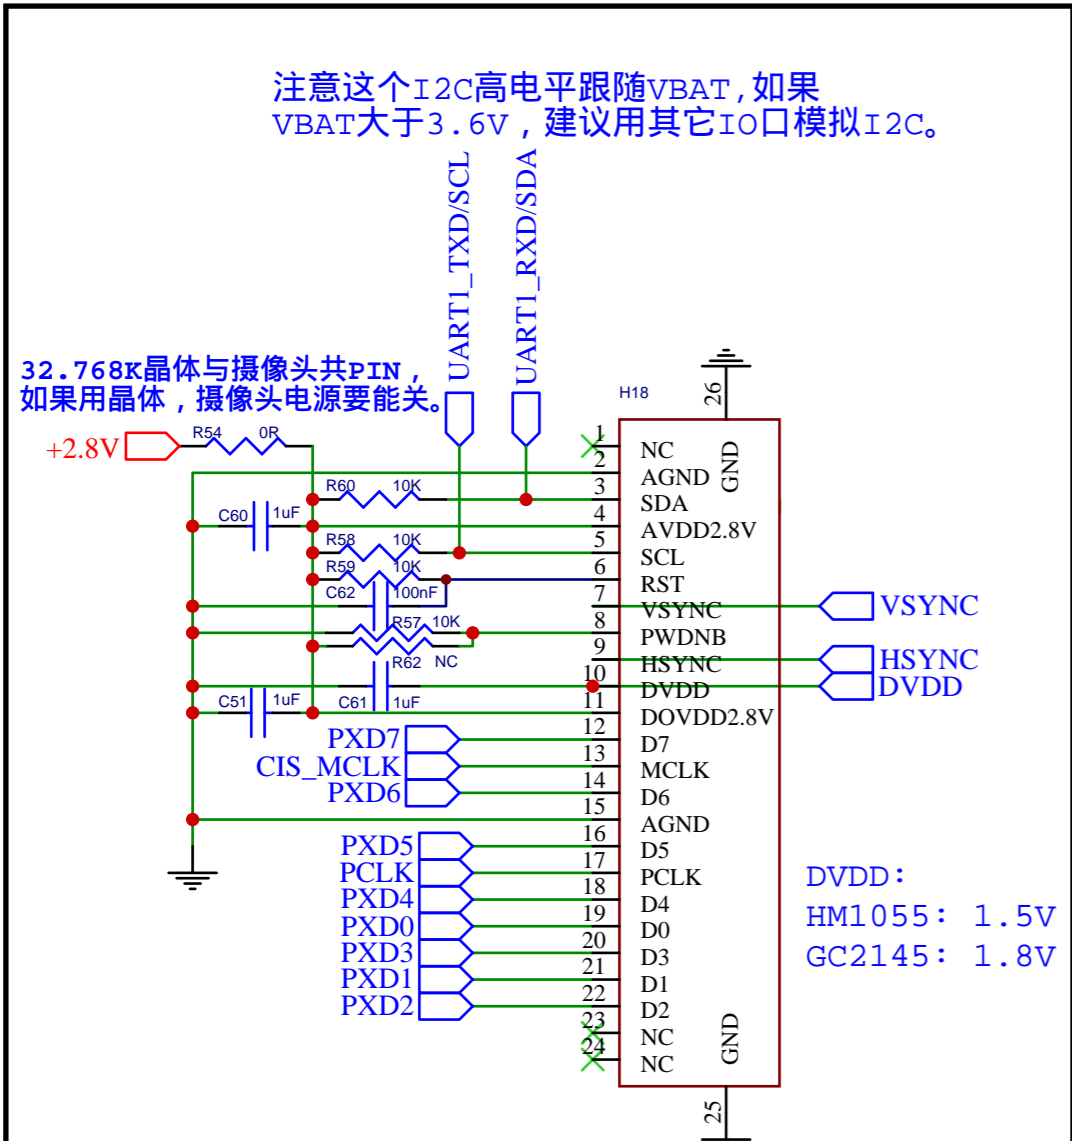 注意这个I2C高电平跟随VBAT,如果
VBAT大于3.6V，建议用其它IO口模拟I2C。
UART1_TXD/SCL
UART1_RXD/SDA
32.768K晶体与摄像头共PIN，
如果用晶体，摄像头电源要能关。
+2.8V
R54 0R
R60 10K
C60 1uF
R58 10K
R59 10K
C62 100nF
R57 10K
R62 NC
C51 1uF
C61 1uF
H18
26
GND
1 NC
2 AGND
3 SDA
4 AVDD2.8V
5 SCL
6 RST
7 VSYNC
8 PWDNB
9 HSYNC
10 DVDD
11 DOVDD2.8V
12 D7
13 MCLK
14 D6
15 AGND
16 D5
17 PCLK
18 D4
19 D0
20 D3
21 D1
22 D2
23 NC
24 NC
GND
25
VSYNC
HSYNC
DVDD
PXD7
CIS_MCLK
PXD6
PXD5
PCLK
PXD4
PXD0
PXD3
PXD1
PXD2
DVDD:
HM1055: 1.5V
GC2145: 1.8V